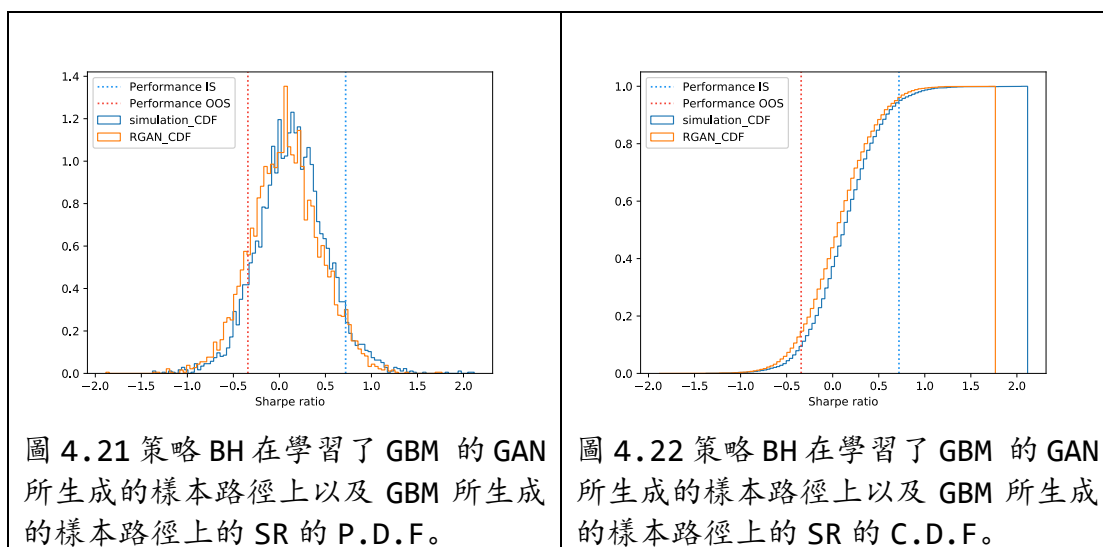 1.4
1.2
1.0
0.8
0.6
0.4
0.2
0.0
Performance IS
Performance OOS
simulation_CDF
RGAN_CDF
−2.0 −1.5 −1.0 −0.5 0.0 0.5 1.0 1.5 2.0
Sharpe ratio
圖 4.21 策略 BH 在學習了 GBM 的 GAN
所生成的樣本路徑上以及 GBM 所生成
的樣本路徑上的 SR 的 P.D.F。
1.0
0.8
0.6
0.4
0.2
0.0
Performance IS
Performance OOS
simulation_CDF
RGAN_CDF
−2.0 −1.5 −1.0 −0.5 0.0 0.5 1.0 1.5 2.0
Sharpe ratio
圖 4.22 策略 BH 在學習了 GBM 的 GAN
所生成的樣本路徑上以及 GBM 所生成
的樣本路徑上的 SR 的 C.D.F。